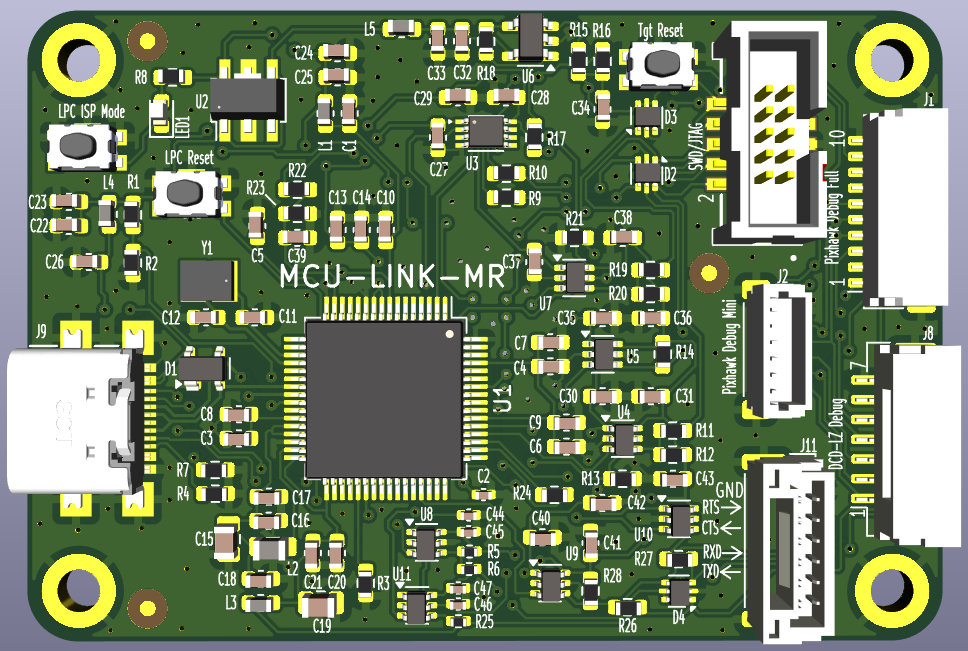 L5
C24
C25
C33
C32
R18
U6
R15
R16
Tgt Reset
R8
U2
LED1
L1
C1
C29
C28
C34
D3
J1
LPC ISP Mode
LPC Reset
C27
U3
R17
SWD/JTAG
10
2
D2
R10
R9
L4
R1
C23
C22
R23
R22
C13
C14
C10
C5
C39
R21
C38
Pixhawk Debug Full
1
C26
R2
Y1
MCU-LINK-MR
C37
U7
R19
R20
J2
C12
C11
C35
C36
Pixhawk Debug Mini
J9
D1
C7
C4
U5
R14
J8
7
C8
C3
U1
C30
C31
C9
C6
U4
R11
R12
DCD-LZ Debug
1
J11
R7
R4
C17
C16
C2
R24
R13
C42
C43
GND
RTS
CTS
RXD
TXD
C15
L2
U8
C44
C45
R5
R6
C40
U9
C41
U10
R27
C18
L3
C21
C20
C19
R3
U11
C47
C46
R25
R28
R26
D4